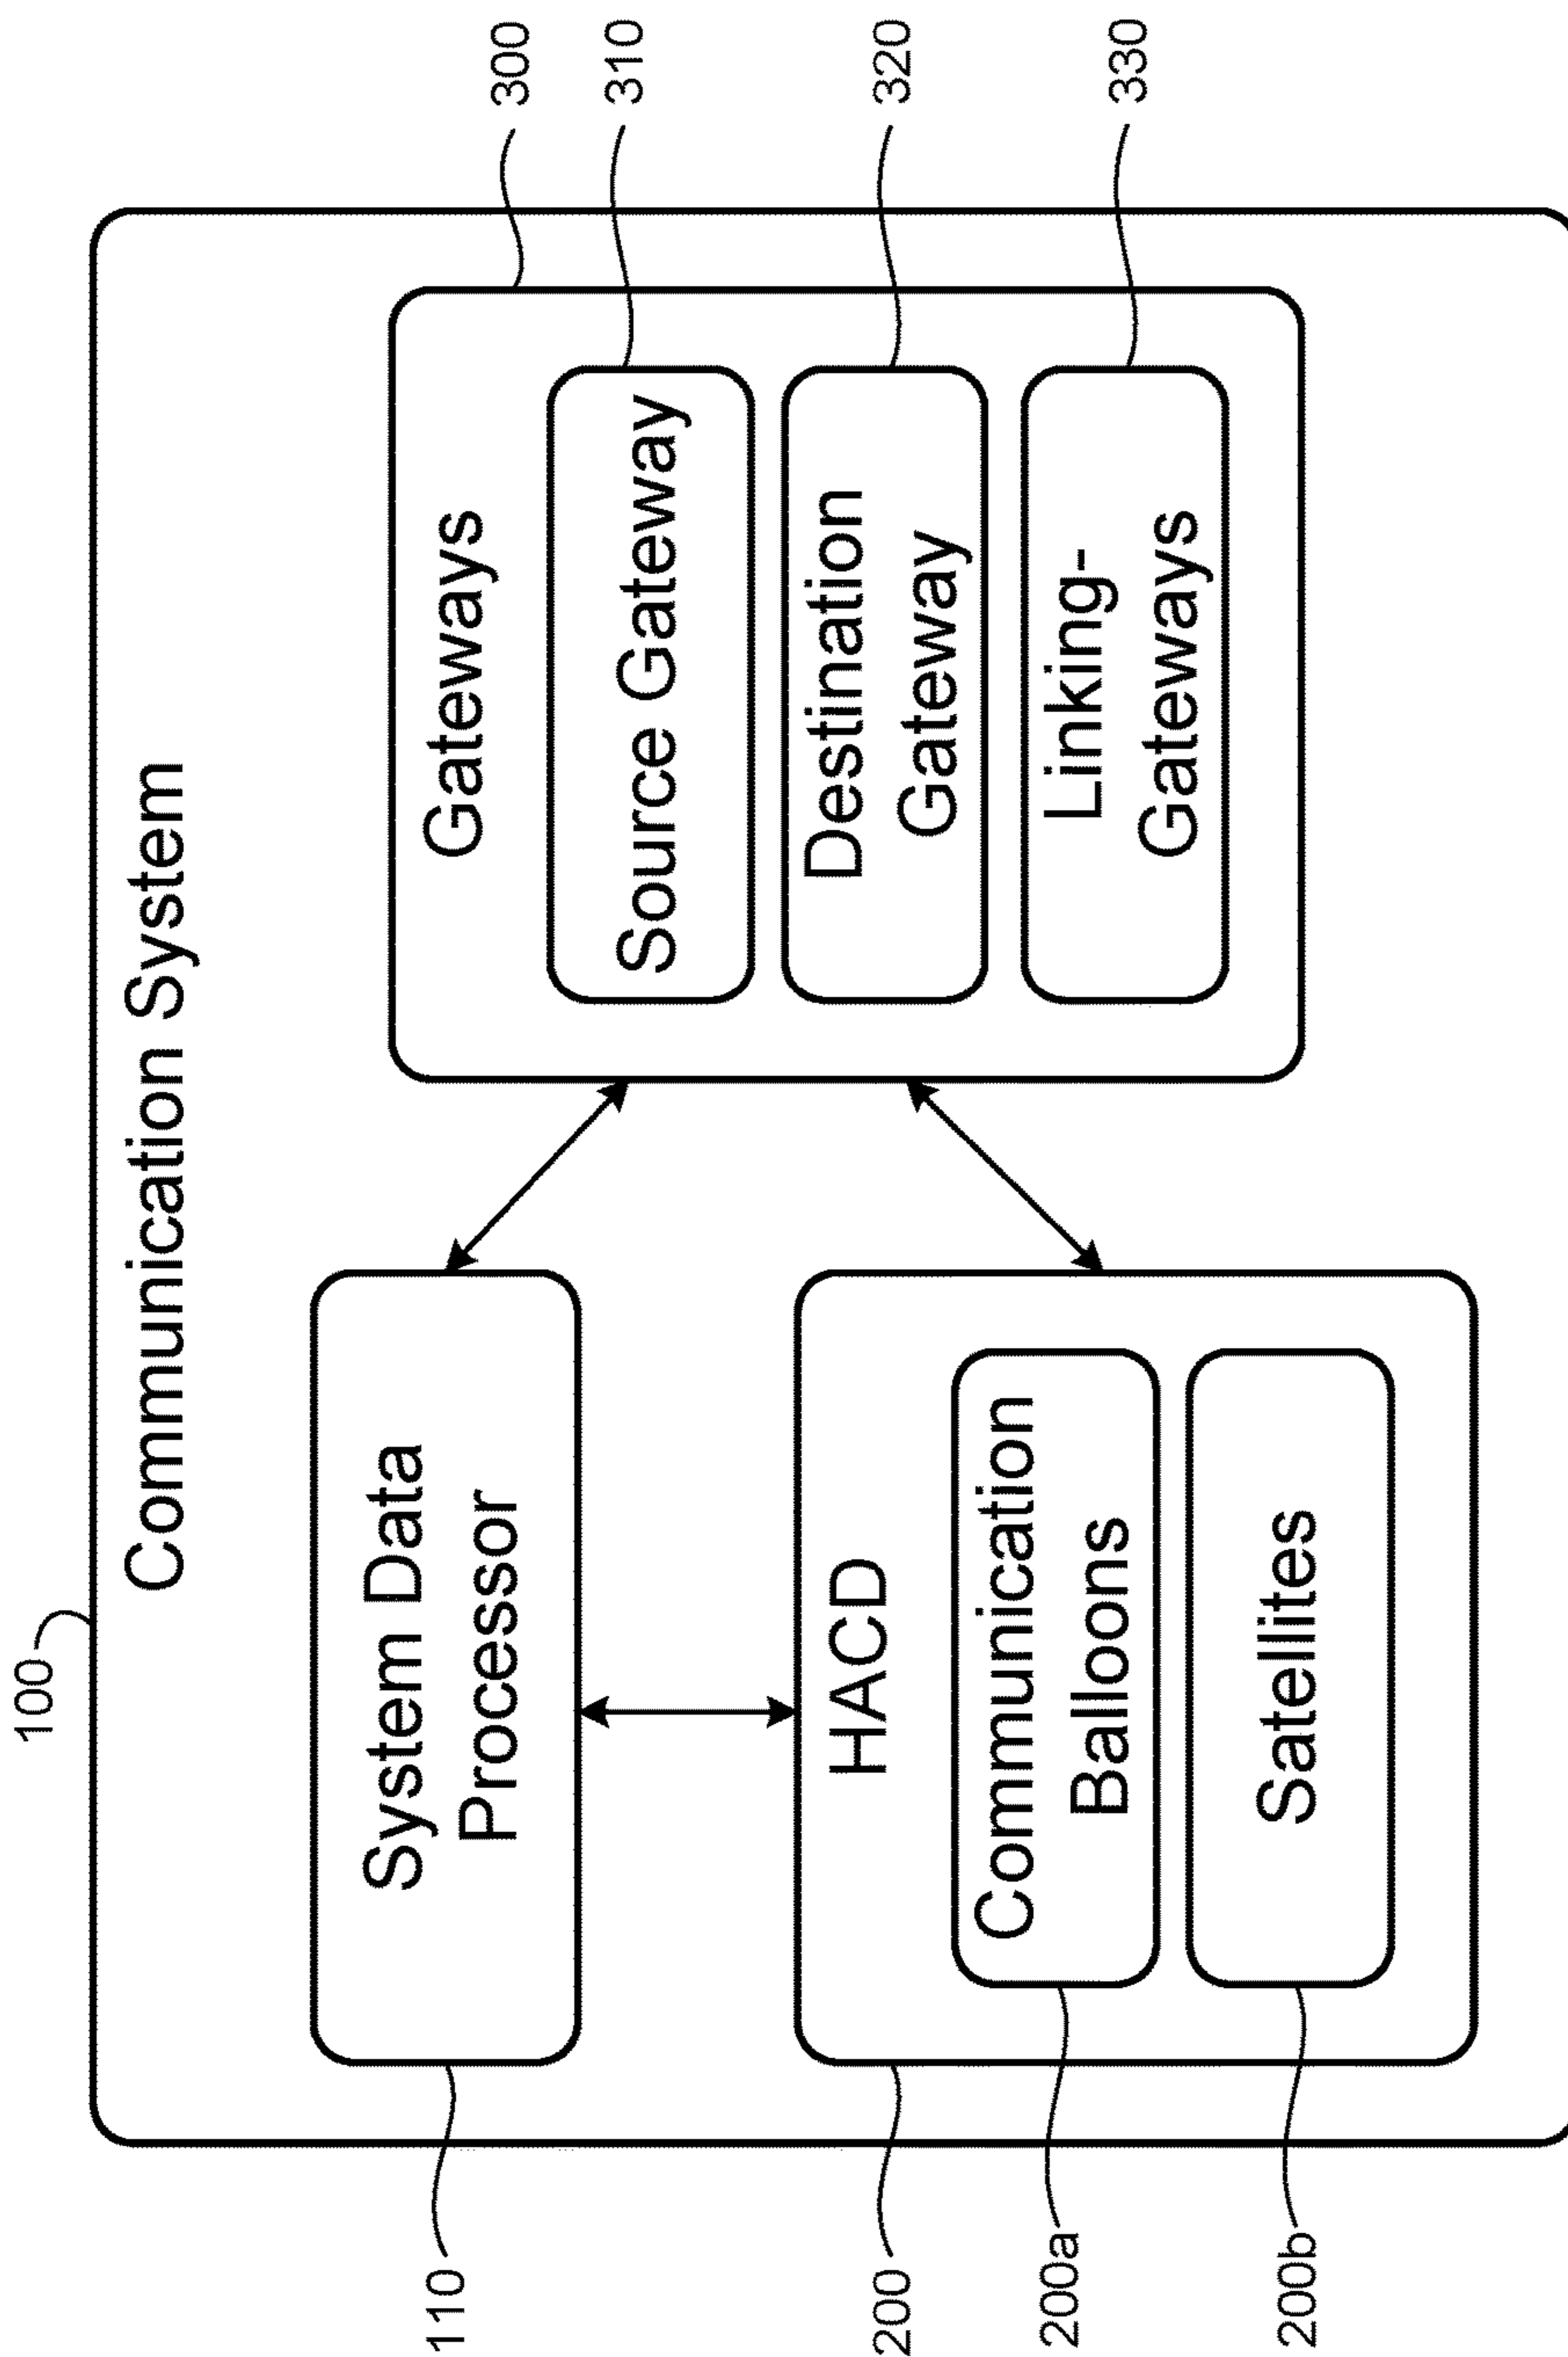 100
Communication System
110
System Data
Processor
200
HACD
200a
Communication
Balloons
200b
Satellites
300
Gateways
310
Source Gateway
320
Destination
Gateway
330
Linking-
Gateways